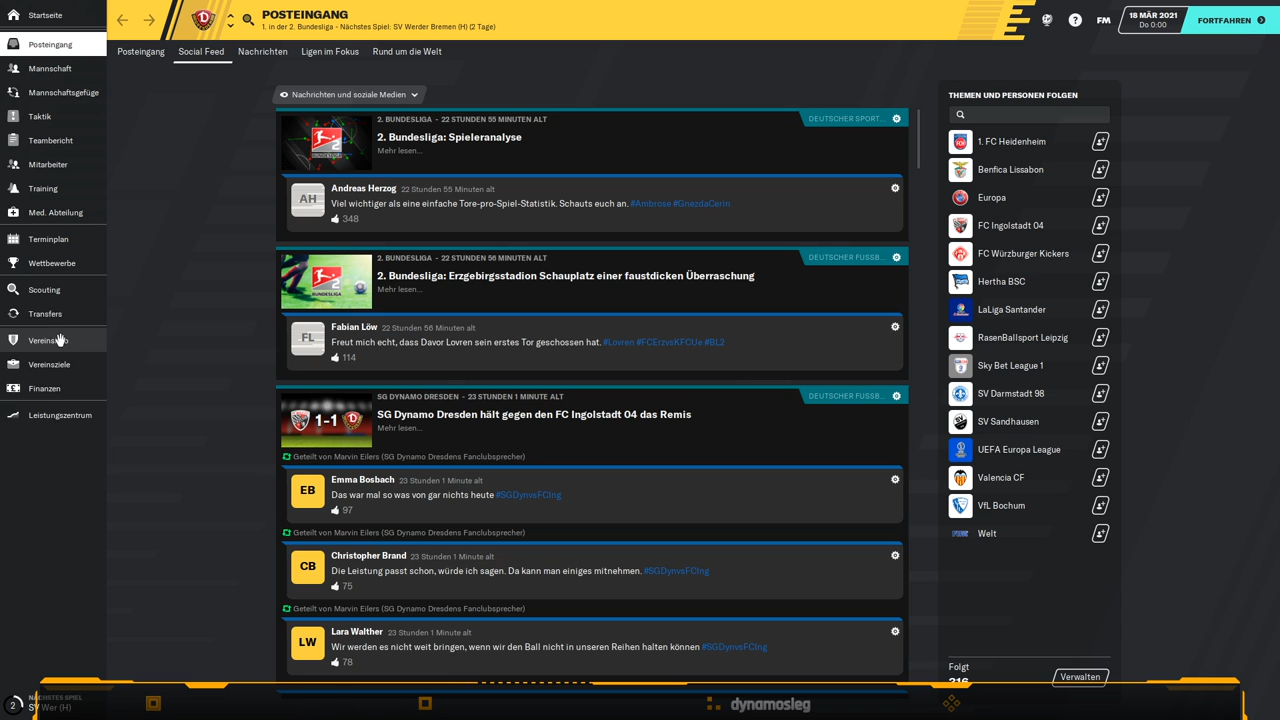 Startseite
POSTEINGANG
1. in der 2. Bundesliga - Nächstes Spiel: SV Werder Bremen (H) (2 Tage)
FM
18 MÄR 2021
Do 0:00
FORTFAHREN
Posteingang
Mannschaft
Mannschaftsgefüge
Taktik
Teambericht
Mitarbeiter
Training
Med. Abteilung
Terminplan
Wettbewerbe
Scouting
Transfers
Vereinsziele
Finanzen
Leistungszentrum
NÄCHSTES SPIEL
SV Wer (H)
Posteingang
Social Feed
Nachrichten
Ligen im Fokus
Rund um die Welt
Nachrichten und soziale Medien
2. BUNDESLIGA - 22 STUNDEN 55 MINUTEN ALT
DEUTSCHER SPORT...
2. Bundesliga: Spieleranalyse
Mehr lesen...
AH
Andreas Herzog 22 Stunden 55 Minuten alt
Viel wichtiger als eine einfache Tore-pro-Spiel-Statistik. Schauts euch an. #Ambrose #GnezdaCerin
348
2. BUNDESLIGA - 22 STUNDEN 56 MINUTEN ALT
DEUTSCHER FUSSB...
2. Bundesliga: Erzgebirgsstadion Schauplatz einer faustdicken Überraschung
Mehr lesen...
FL
Fabian Löw 22 Stunden 56 Minuten alt
Freut mich echt, dass Davor Lovren sein erstes Tor geschossen hat. #Lovren #FCErzvsKFCUe #BL2
114
SG DYNAMO DRESDEN - 23 STUNDEN 1 MINUTE ALT
DEUTSCHER FUSSB...
1-1
SG Dynamo Dresden hält gegen den FC Ingolstadt 04 das Remis
Mehr lesen...
Geteilt von Marvin Eilers (SG Dynamo Dresdens Fanclubsprecher)
EB
Emma Bosbach 23 Stunden 1 Minute alt
Das war mal so was von gar nichts heute #SGDynvsFCIng
97
Geteilt von Marvin Eilers (SG Dynamo Dresdens Fanclubsprecher)
CB
Christopher Brand 23 Stunden 1 Minute alt
Die Leistung passt schon, würde ich sagen. Da kann man einiges mitnehmen. #SGDynvsFCIng
75
Geteilt von Marvin Eilers (SG Dynamo Dresdens Fanclubsprecher)
LW
Lara Walther 23 Stunden 1 Minute alt
Wir werden es nicht weit bringen, wenn wir den Ball nicht in unseren Reihen halten können #SGDynvsFCIng
78
THEMEN UND PERSONEN FOLGEN
1. FC Heidenheim
Benfica Lissabon
Europa
FC Ingolstadt 04
FC Würzburger Kickers
Hertha BSC
LaLiga Santander
RasenBallsport Leipzig
Sky Bet League 1
SV Darmstadt 98
SV Sandhausen
UEFA Europa League
Valencia CF
VfL Bochum
Welt
Folgt
Verwalten
dynamosleg